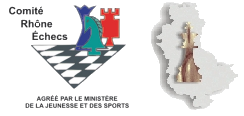 Comité
Rhône
Échecs
AGRÉÉ PAR LE MINISTÈRE
DE LA JEUNESSE ET DES SPORTS